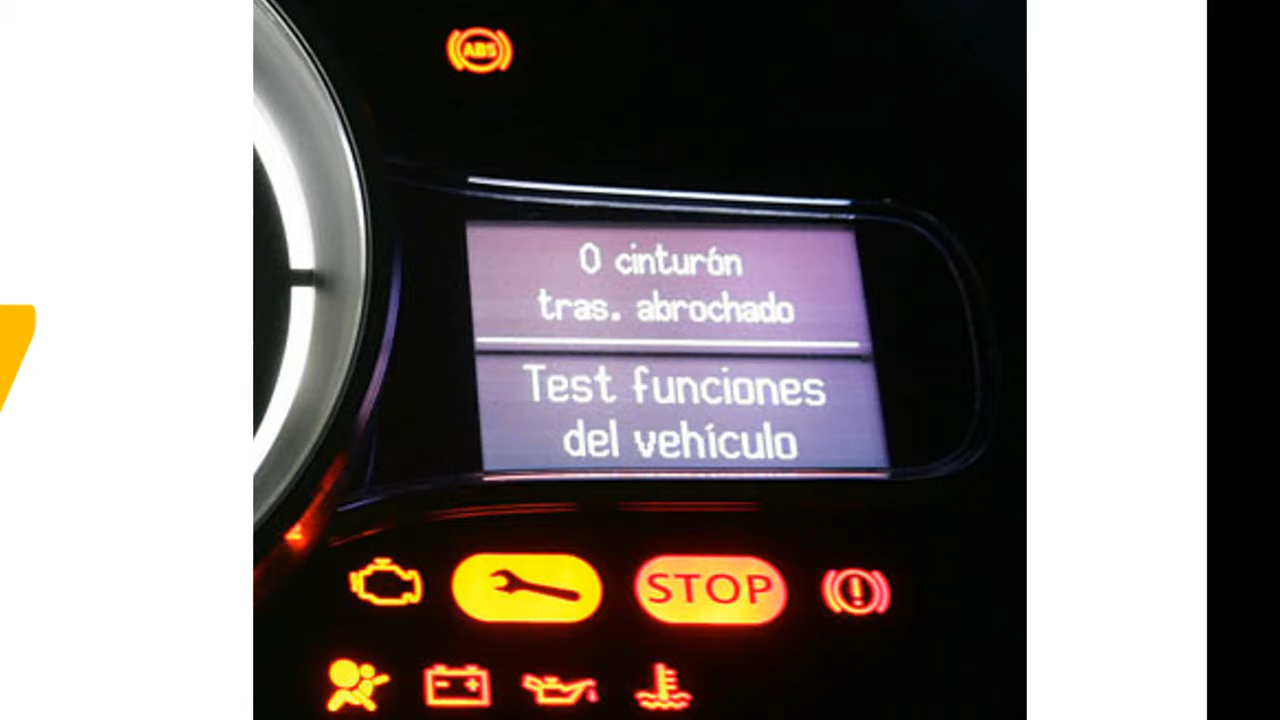 ABS
0 cinturón
tras. abrochado
Test funciones
del vehículo
STOP